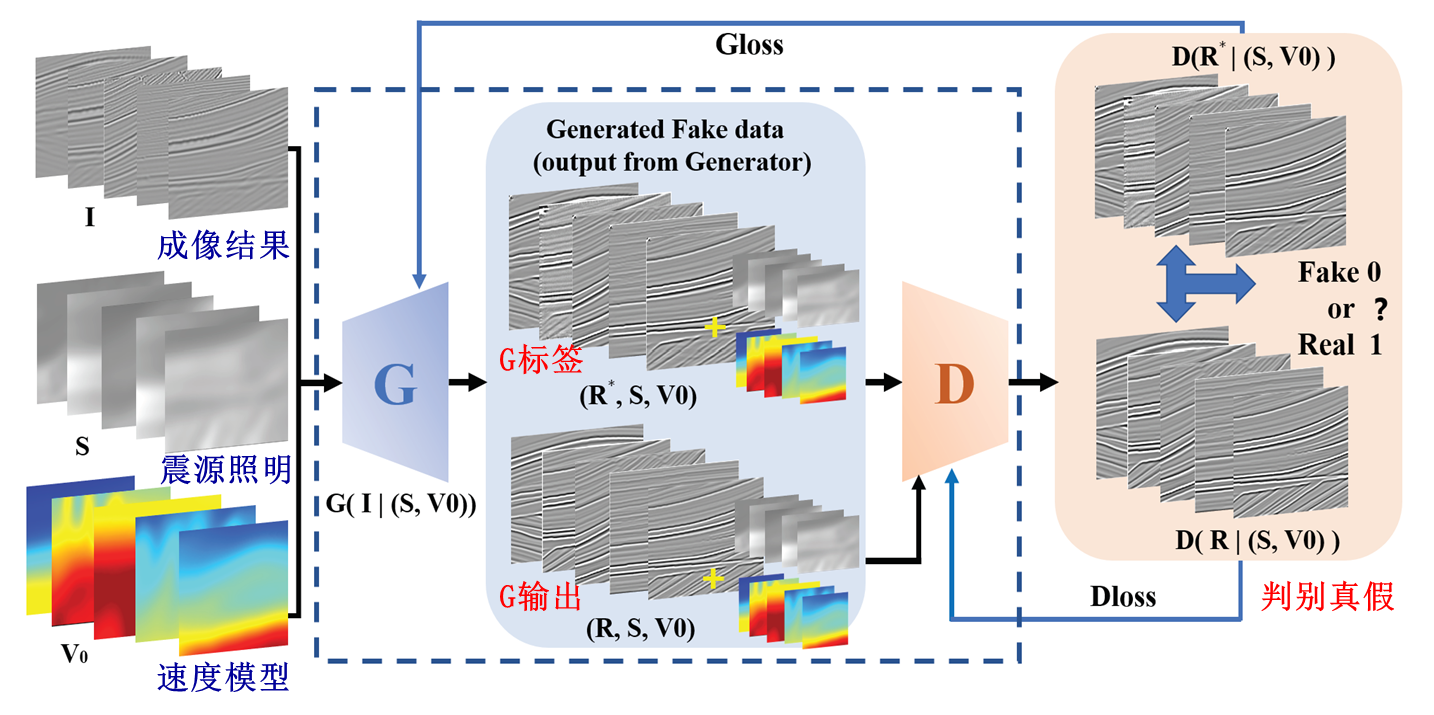 Gloss
D(R* | (S, V0) )
Generated Fake data
(output from Generator)
I
成像结果
Fake 0
or ?
Real 1
G标签
G
D
(R*, S, V0)
S
震源照明
G( I | (S, V0))
D( R | (S, V0) )
G输出
Dloss
判别真假
(R, S, V0)
V0
速度模型